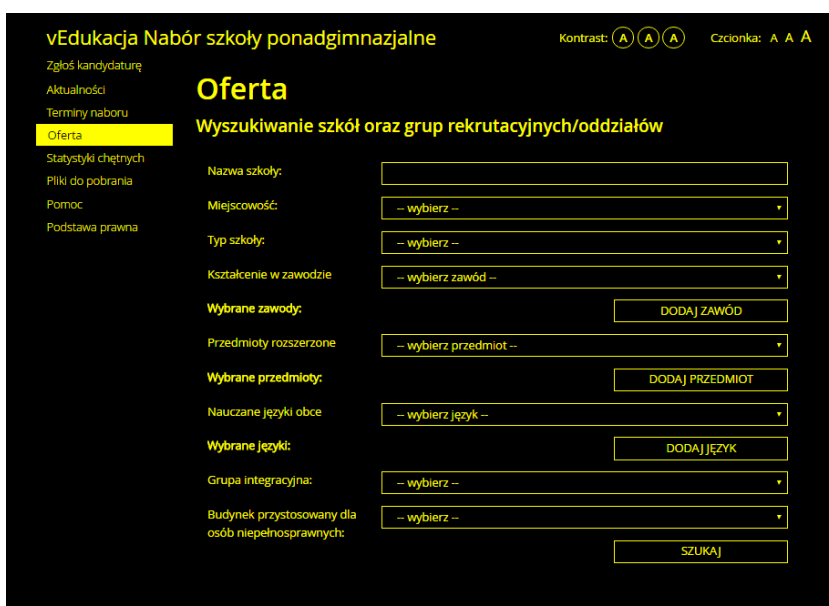 vEdukacja Nabór szkoły ponadgimnazjalne
Kontrast: A A A
Czcionka: A A A
Zgłoś kandydaturę
Aktualności
Terminy naboru
Oferta
Statystyki chętnych
Pliki do pobrania
Pomoc
Podstawa prawna
Oferta
Wyszukiwanie szkół oraz grup rekrutacyjnych/oddziałów
Nazwa szkoły:
Miejscowość:
-- wybierz --
Typ szkoły:
-- wybierz --
Kształcenie w zawodzie
-- wybierz zawód --
Wybrane zawody:
DODAJ ZAWÓD
Przedmioty rozszerzone
-- wybierz przedmiot --
Wybrane przedmioty:
DODAJ PRZEDMIOT
Nauczane języki obce
-- wybierz język --
Wybrane języki:
DODAJ JĘZYK
Grupa integracyjna:
-- wybierz --
Budynek przystosowany dla
osób niepełnosprawnych:
-- wybierz --
SZUKAJ